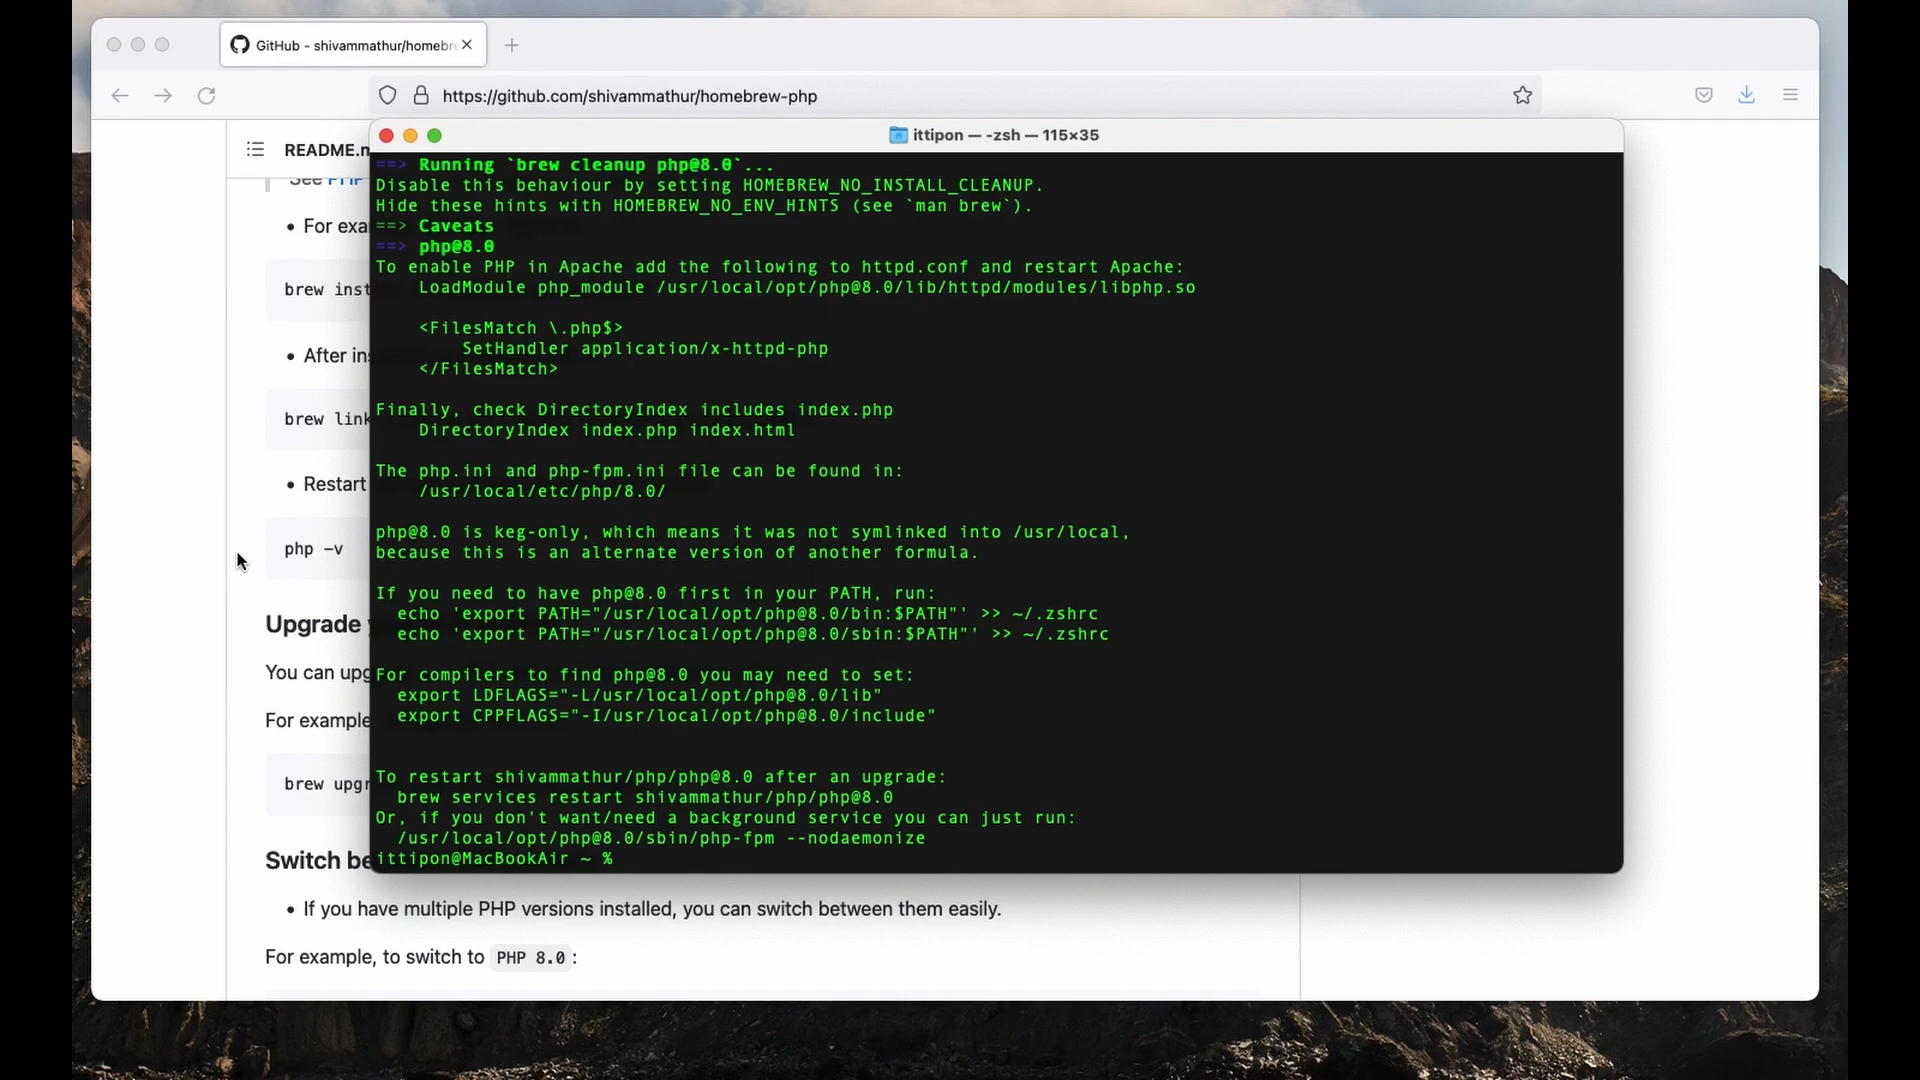 GitHub - shivammathur/homebre
https://github.com/shivammathur/homebrew-php
ittipon — -zsh — 115×35
README.m
See PHP
• For exa
brew inst
• After ins
brew link
• Restart
php -v
Upgrade y
You can upg
For example
brew upgr
Switch be
==> Running `brew cleanup php@8.0`...
Disable this behaviour by setting HOMEBREW_NO_INSTALL_CLEANUP.
Hide these hints with HOMEBREW_NO_ENV_HINTS (see `man brew`).
==> Caveats
==> php@8.0
To enable PHP in Apache add the following to httpd.conf and restart Apache:
LoadModule php_module /usr/local/opt/php@8.0/lib/httpd/modules/libphp.so
<FilesMatch \.php$>
SetHandler application/x-httpd-php
</FilesMatch>
Finally, check DirectoryIndex includes index.php
DirectoryIndex index.php index.html
The php.ini and php-fpm.ini file can be found in:
/usr/local/etc/php/8.0/
php@8.0 is keg-only, which means it was not symlinked into /usr/local,
because this is an alternate version of another formula.
If you need to have php@8.0 first in your PATH, run:
echo 'export PATH="/usr/local/opt/php@8.0/bin:$PATH"' >> ~/.zshrc
echo 'export PATH="/usr/local/opt/php@8.0/sbin:$PATH"' >> ~/.zshrc
For compilers to find php@8.0 you may need to set:
export LDFLAGS="-L/usr/local/opt/php@8.0/lib"
export CPPFLAGS="-I/usr/local/opt/php@8.0/include"
To restart shivammathur/php/php@8.0 after an upgrade:
brew services restart shivammathur/php/php@8.0
Or, if you don't want/need a background service you can just run:
/usr/local/opt/php@8.0/sbin/php-fpm --nodaemonize
ittipon@MacBookAir ~ %
• If you have multiple PHP versions installed, you can switch between them easily.
For example, to switch to PHP 8.0: